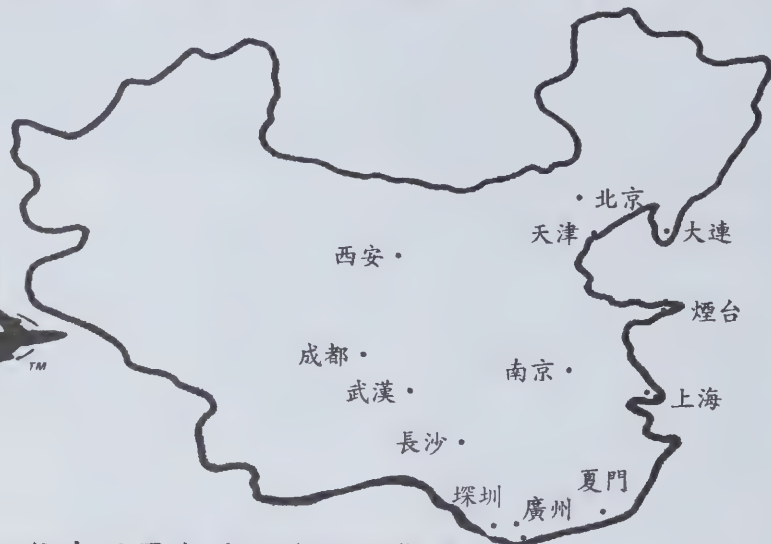 北京
天津
大連
西安
煙台
TM
成都
南京
武漢
上海
長沙
夏門
深圳
廣州